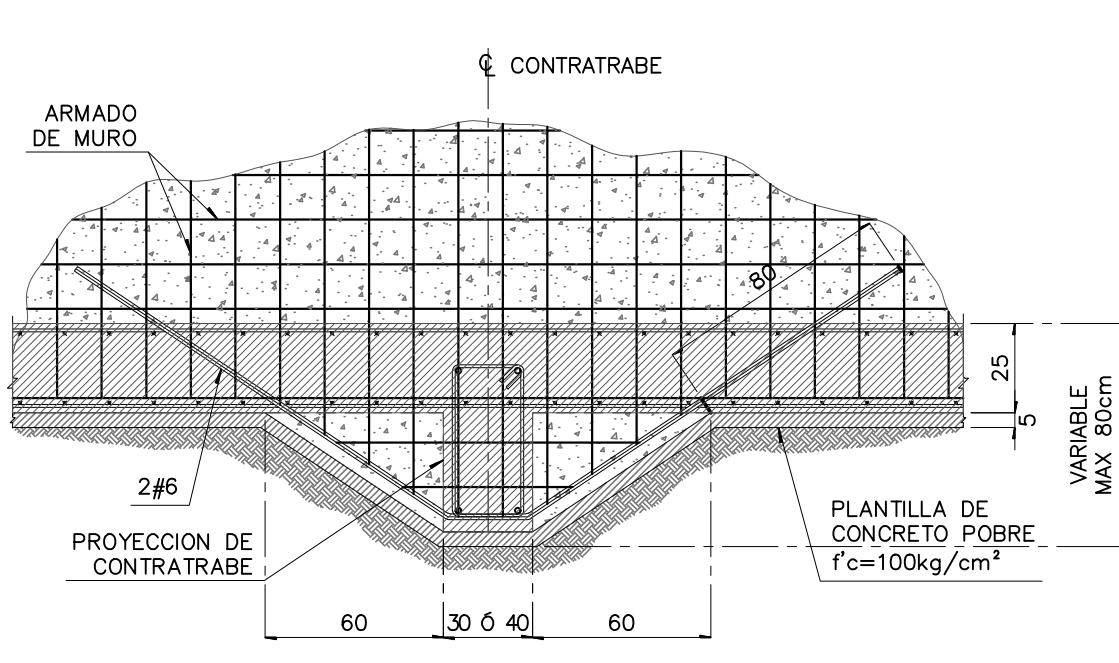 ℄ CONTRATRABE
ARMADO
DE MURO
80
25
5
VARIABLE
MAX 80cm
2#6
PROYECCION DE
CONTRATRABE
PLANTILLA DE
CONCRETO POBRE
f'c=100kg/cm²
60
30 Ó 40
60